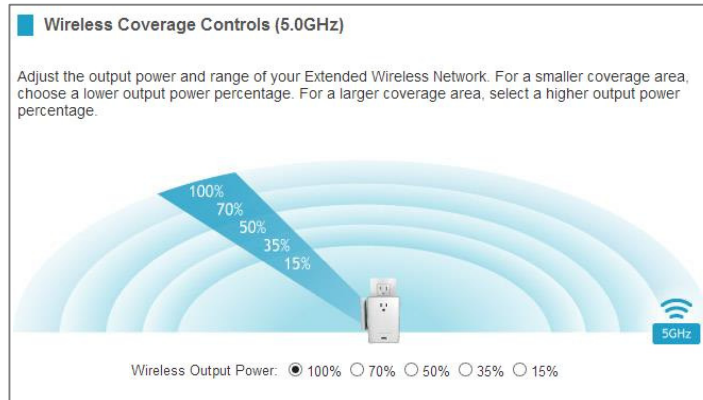 Wireless Coverage Controls (5.0GHz)
Adjust the output power and range of your Extended Wireless Network. For a smaller coverage area,
choose a lower output power percentage. For a larger coverage area, select a higher output power
percentage.
100%
70%
50%
35%
15%
5GHz
Wireless Output Power: 100% 70% 50% 35% 15%